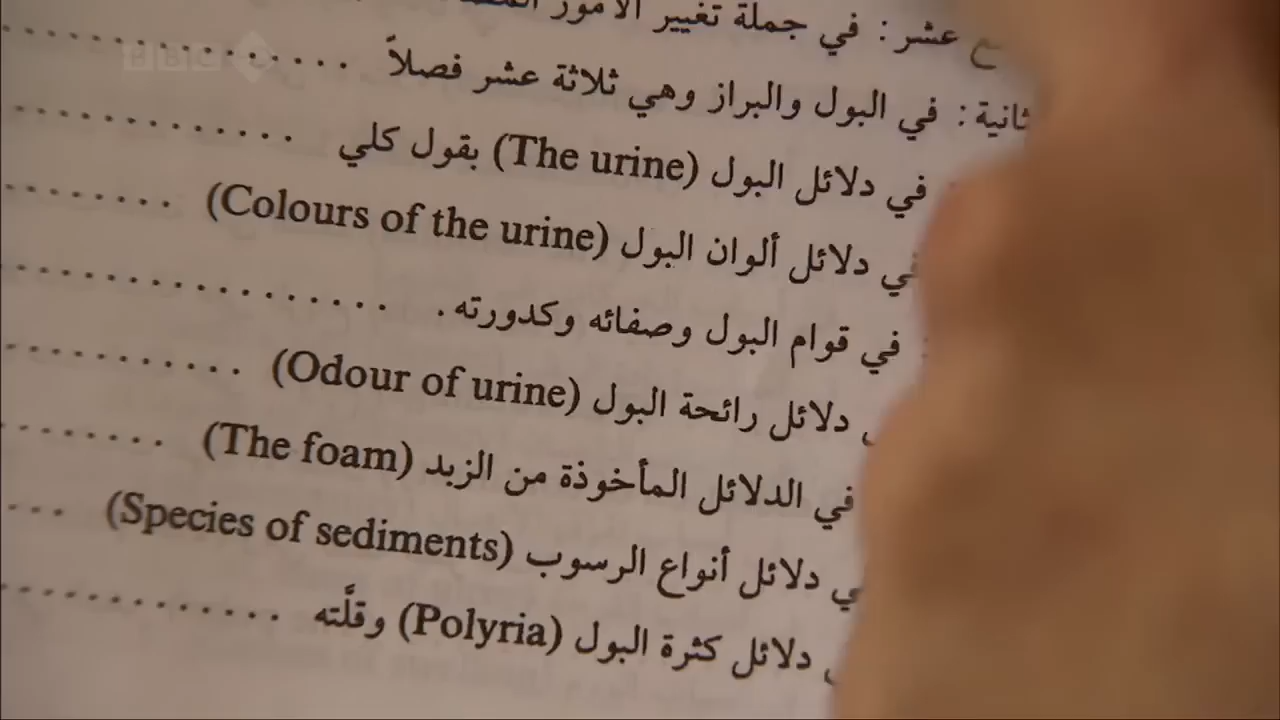 BBC
ع عشر : في جملة تغيير الأمور
ثانية : في البول والبراز وهي ثلاثة عشر فصلاً . . . . . . . . . . . . .
في دلائل البول (The urine) بقول كلي . . . . . . . . . . . . .
في دلائل ألوان البول (Colours of the urine) . . . . . . .
: في قوام البول وصفائه وكدورته . . . . . . . . . . . . . . . . .
دلائل رائحة البول (Odour of urine) . . . . . . . . . . .
في الدلائل المأخوذة من الزبد (The foam) . . . . . . . .
في دلائل أنواع الرسوب (Species of sediments) . . .
دلائل كثرة البول (Polyria) وقلَّته . . . . . . . . . . . . .